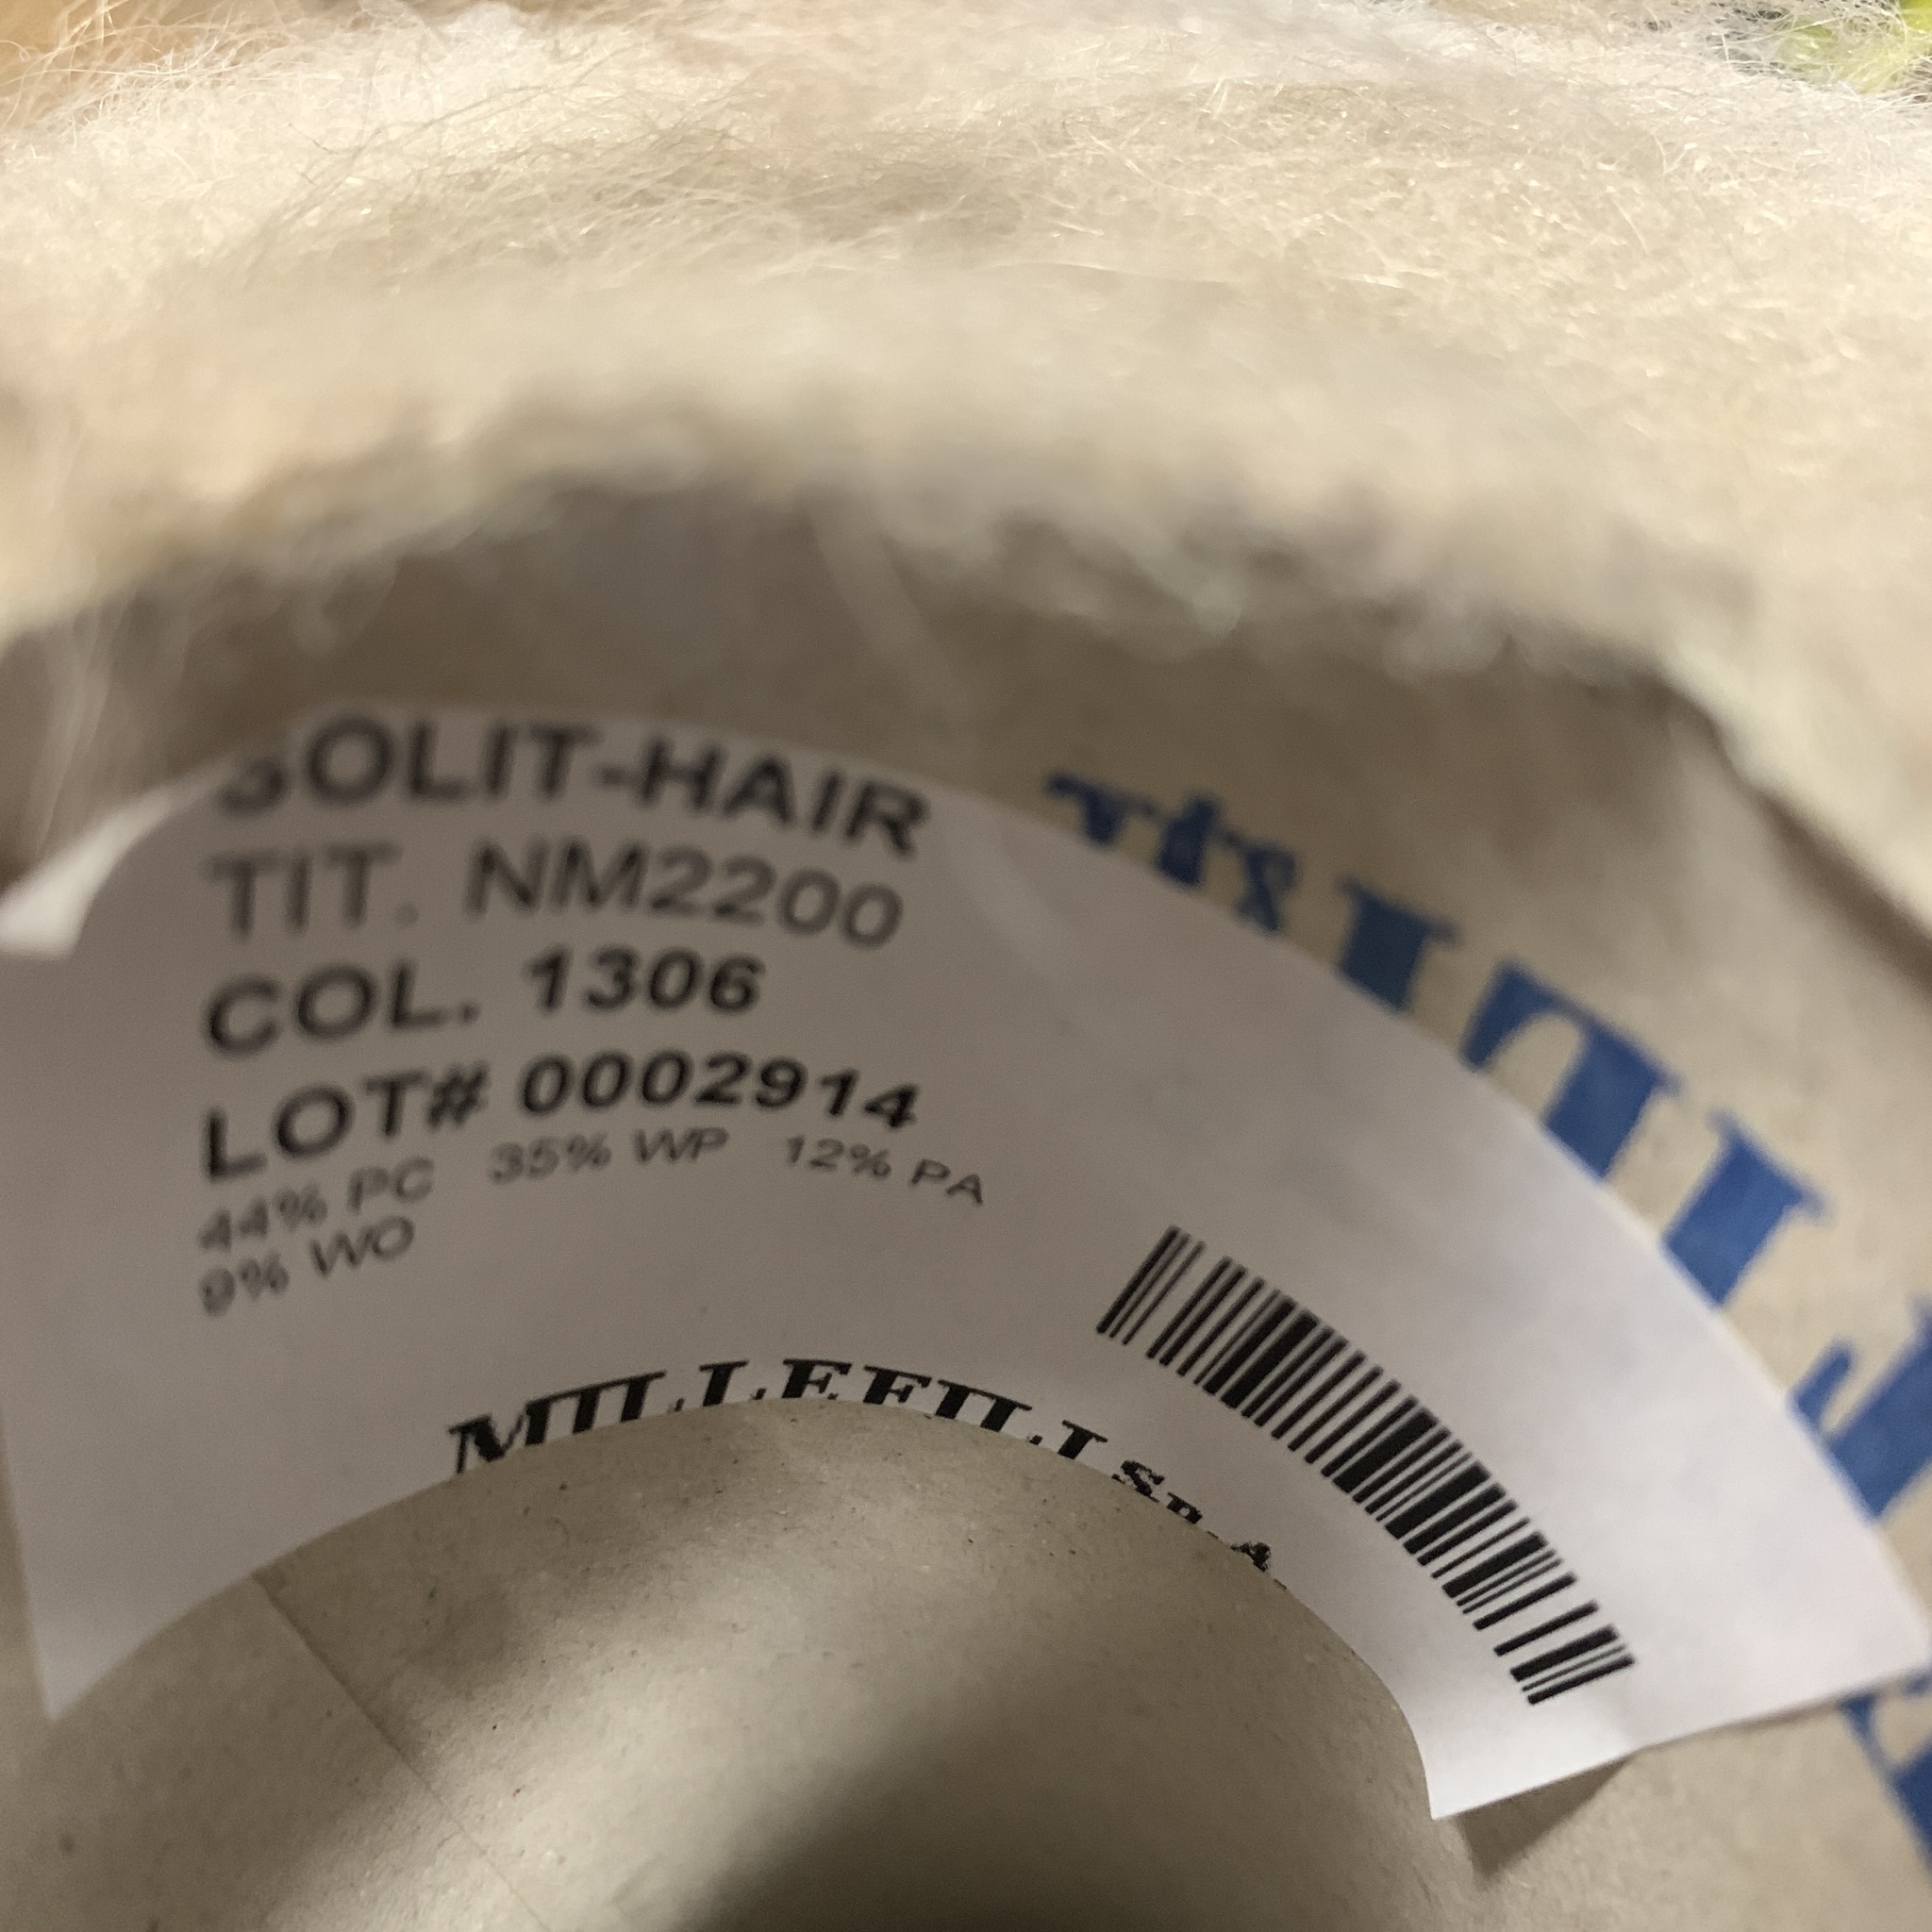 SOLIT-HAIR
TIT. NM2200
COL. 1306
LOT# 0002914
44% PC 35% WP 12% PA
9% WO
MILLEFILI S.P.A.